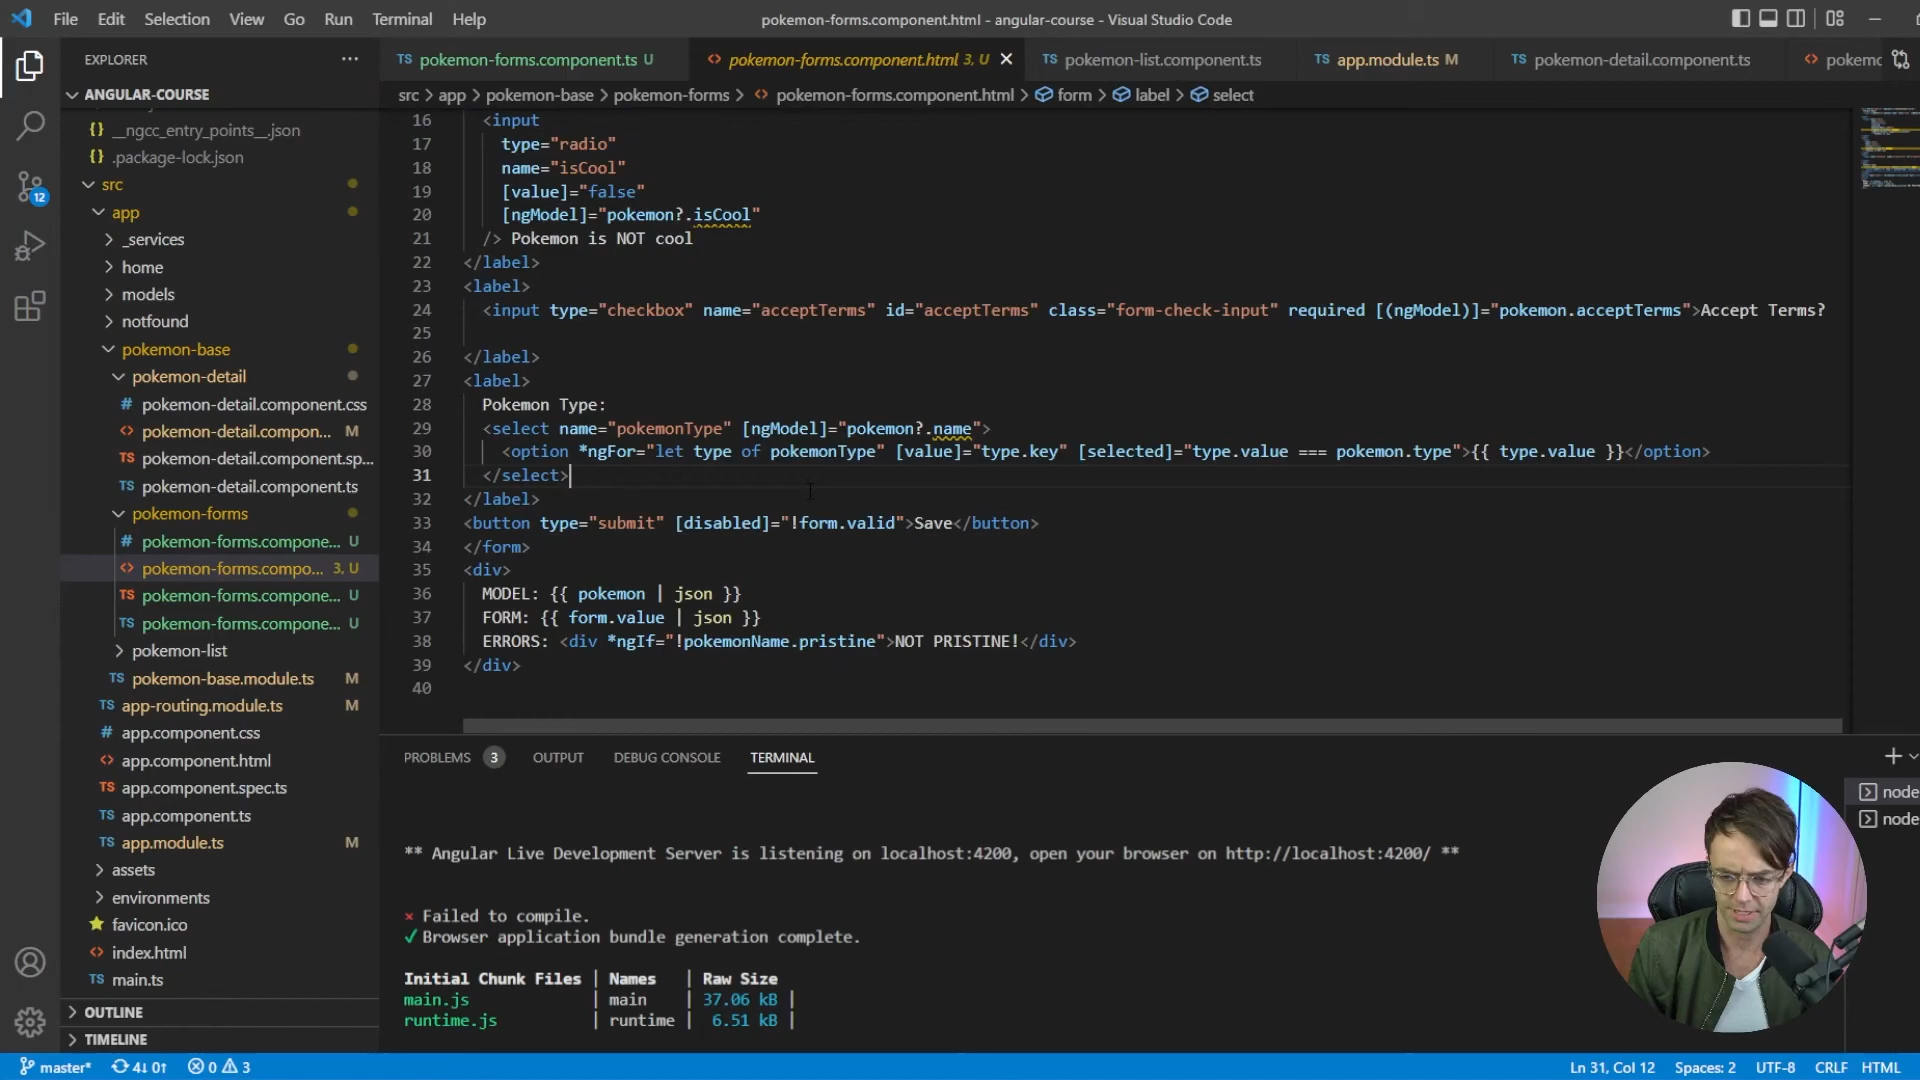 File Edit Selection View Go Run Terminal Help
pokemon-forms.component.html - angular-course - Visual Studio Code
EXPLORER
TS pokemon-forms.component.ts U
<> pokemon-forms.component.html 3, U
TS pokemon-list.component.ts
TS app.module.ts M
TS pokemon-detail.component.ts
<> pokemc
ANGULAR-COURSE
src > app > pokemon-base > pokemon-forms > <> pokemon-forms.component.html > form > label > select
{} __ngcc_entry_points__.json
{} .package-lock.json
src
app
_services
home
models
notfound
pokemon-base
pokemon-detail
# pokemon-detail.component.css
<> pokemon-detail.compon... M
TS pokemon-detail.component.sp...
TS pokemon-detail.component.ts
pokemon-forms
# pokemon-forms.compone... U
<> pokemon-forms.compo... 3, U
TS pokemon-forms.compone... U
TS pokemon-forms.compone... U
pokemon-list
TS pokemon-base.module.ts M
TS app-routing.module.ts M
# app.component.css
<> app.component.html
TS app.component.spec.ts
TS app.component.ts
TS app.module.ts M
assets
environments
favicon.ico
<> index.html
TS main.ts
OUTLINE
TIMELINE
12
16 <input
17 type="radio"
18 name="isCool"
19 [value]="false"
20 [ngModel]="pokemon?.isCool"
21 /> Pokemon is NOT cool
22 </label>
23 <label>
24 <input type="checkbox" name="acceptTerms" id="acceptTerms" class="form-check-input" required [(ngModel)]="pokemon.acceptTerms">Accept Terms?
25
26 </label>
27 <label>
28 Pokemon Type:
29 <select name="pokemonType" [ngModel]="pokemon?.name">
30 <option *ngFor="let type of pokemonType" [value]="type.key" [selected]="type.value === pokemon.type">{{ type.value }}</option>
31 </select>
32 </label>
33 <button type="submit" [disabled]="!form.valid">Save</button>
34 </form>
35 <div>
36 MODEL: {{ pokemon | json }}
37 FORM: {{ form.value | json }}
38 ERRORS: <div *ngIf="!pokemonName.pristine">NOT PRISTINE!</div>
39 </div>
40
PROBLEMS 3 OUTPUT DEBUG CONSOLE TERMINAL
node
node
** Angular Live Development Server is listening on localhost:4200, open your browser on http://localhost:4200/ **
× Failed to compile.
✓ Browser application bundle generation complete.
Initial Chunk Files | Names | Raw Size
main.js | main | 37.06 kB |
runtime.js | runtime | 6.51 kB |
master* 4↓ 0↑ 0 3
Ln 31, Col 12 Spaces: 2 UTF-8 CRLF HTML